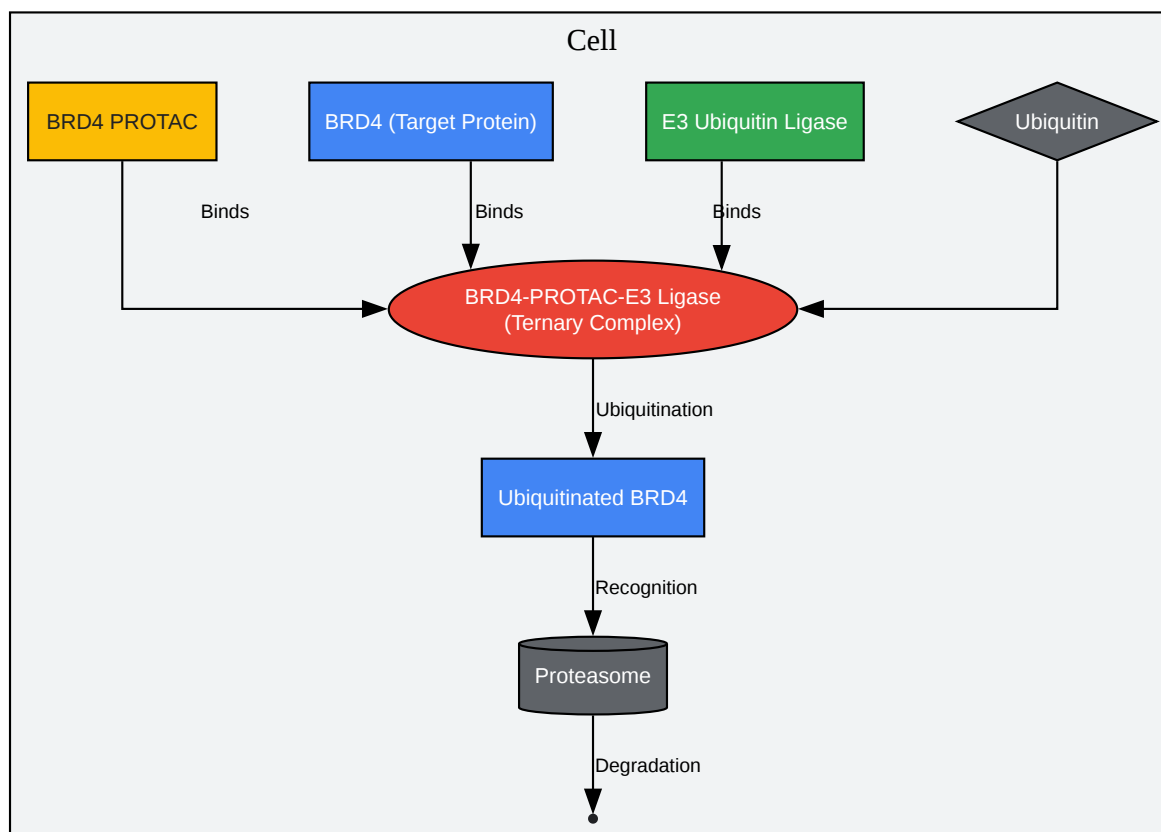 Cell
BRD4 PROTAC
BRD4 (Target Protein)
E3 Ubiquitin Ligase
Ubiquitin
Binds
Binds
Binds
BRD4-PROTAC-E3 Ligase
(Ternary Complex)
Ubiquitination
Ubiquitinated BRD4
Recognition
Proteasome
Degradation